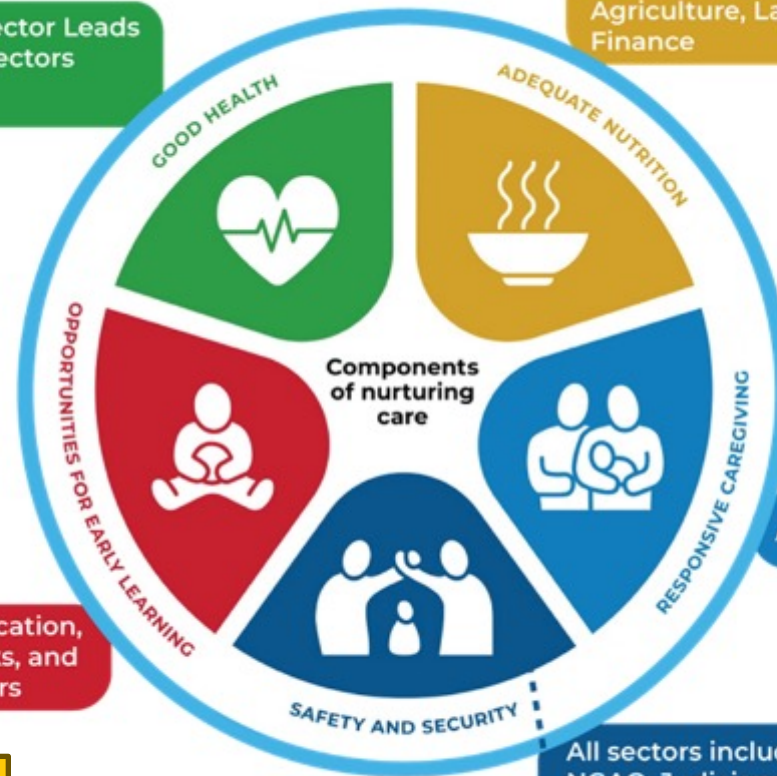 ector Leads
ectors
Agriculture, La
Finance
GOOD HEALTH
ADEQUATE NUTRITION
OPPORTUNITIES FOR EARLY LEARNING
Components
of nurturing
care
RESPONSIVE CAREGIVING
cation,
s, and
rs
SAFETY AND SECURITY
All sectors includ